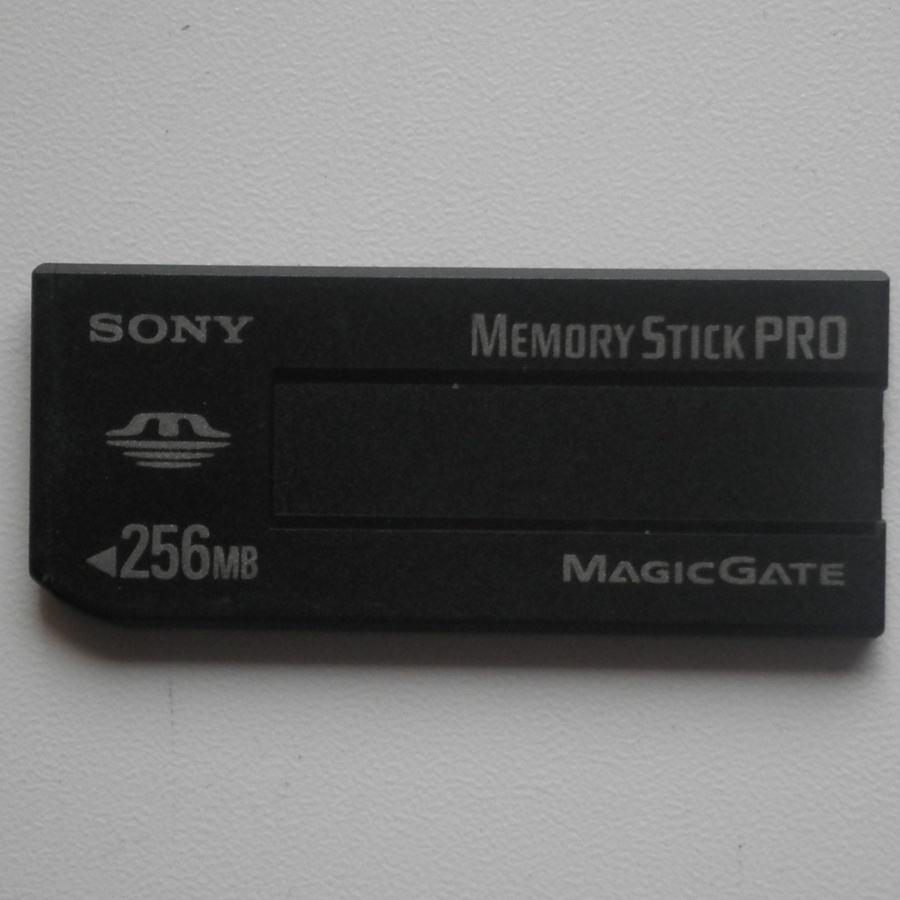 SONY
MEMORY STICK PRO
256MB
MAGICGATE